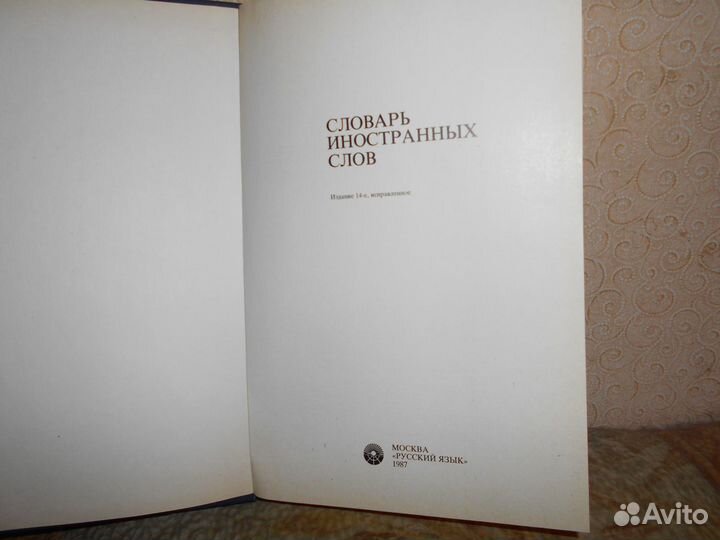 СЛОВАРЬ
ИНОСТРАННЫХ
СЛОВ
Издание 14-е, исправленное
МОСКВА
«РУССКИЙ ЯЗЫК»
1987
Avito